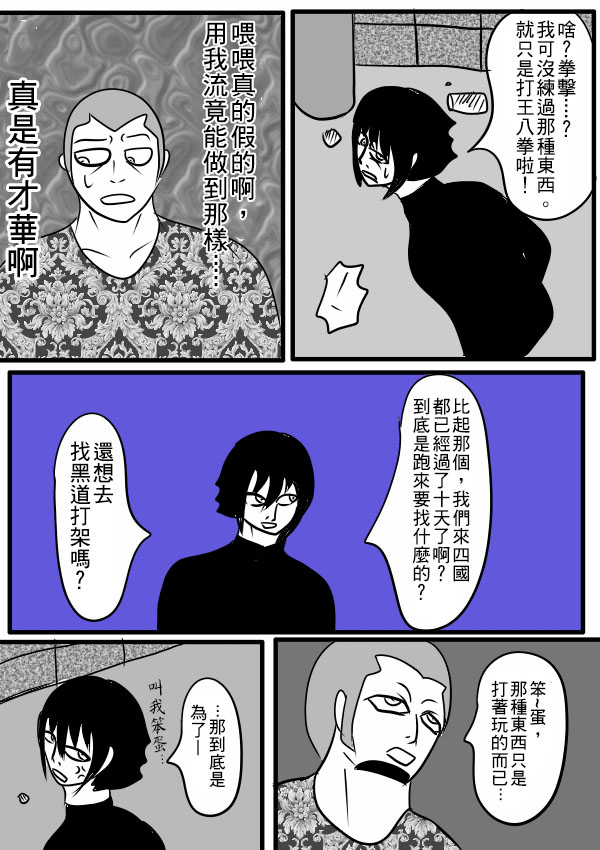 啥?拳擊…?
我可沒練過那種東西。
就只是打王八拳啦!
喂喂真的假的啊,
用我流竟能做到那樣……
真是有才華啊
比起那個,我們來四國
都已經過了十天了啊?
到底是跑來要找什麼的?
還想去
找黑道打架嗎?
笨~蛋,
那種東西只是
打著玩的而已…
…那到底是
為了—
叫我笨蛋…